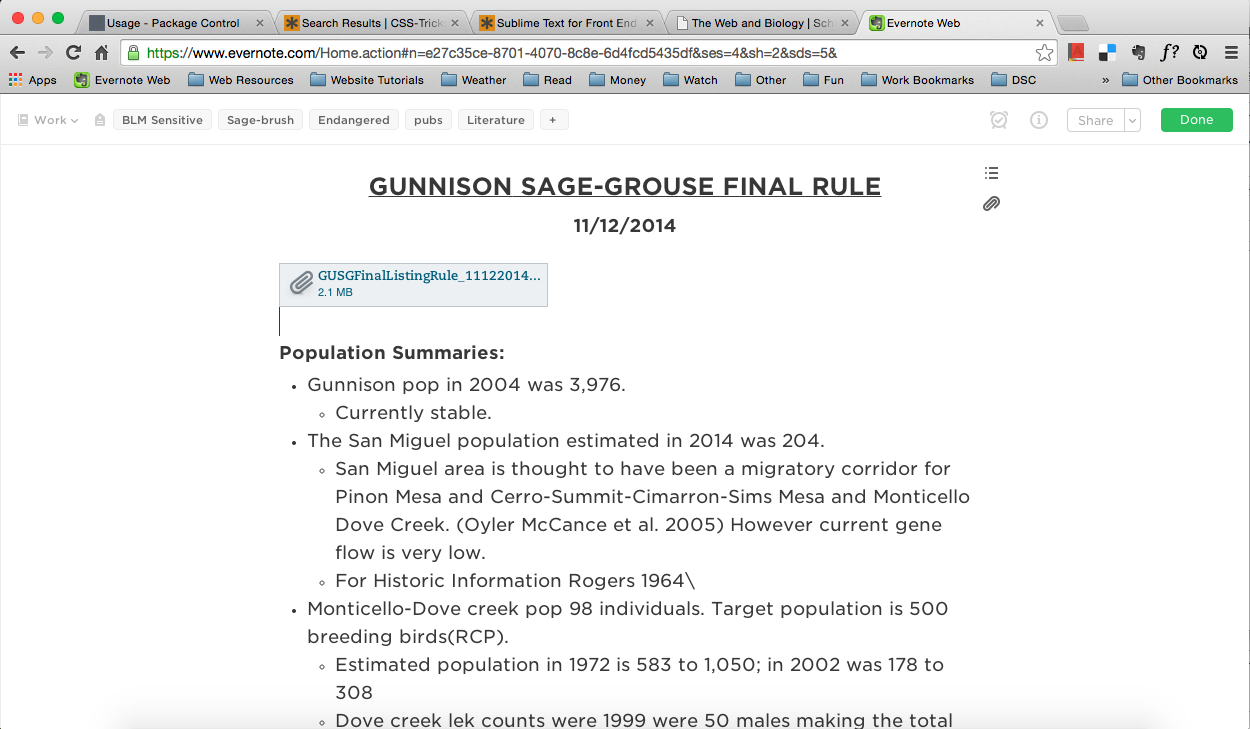 Usage - Package Control
Search Results | CSS-Trick
Sublime Text for Front End
The Web and Biology | Sch
Evernote Web
https://www.evernote.com/Home.action#n=e27c35ce-8701-4070-8c8e-6d4fcd5435df&ses=4&sh=2&sds=5&
Apps Evernote Web Web Resources Website Tutorials Weather Read Money Watch Other Fun Work Bookmarks DSC » Other Bookmarks
Work BLM Sensitive Sage-brush Endangered pubs Literature + Share Done
GUNNISON SAGE-GROUSE FINAL RULE
11/12/2014
GUSGFinalListingRule_11122014...
2.1 MB
Population Summaries:
• Gunnison pop in 2004 was 3,976.
◦ Currently stable.
• The San Miguel population estimated in 2014 was 204.
◦ San Miguel area is thought to have been a migratory corridor for
Pinon Mesa and Cerro-Summit-Cimarron-Sims Mesa and Monticello
Dove Creek. (Oyler McCance et al. 2005) However current gene
flow is very low.
◦ For Historic Information Rogers 1964\
• Monticello-Dove creek pop 98 individuals. Target population is 500
breeding birds(RCP).
◦ Estimated population in 1972 is 583 to 1,050; in 2002 was 178 to
308
◦ Dove creek lek counts were 1999 were 50 males making the total